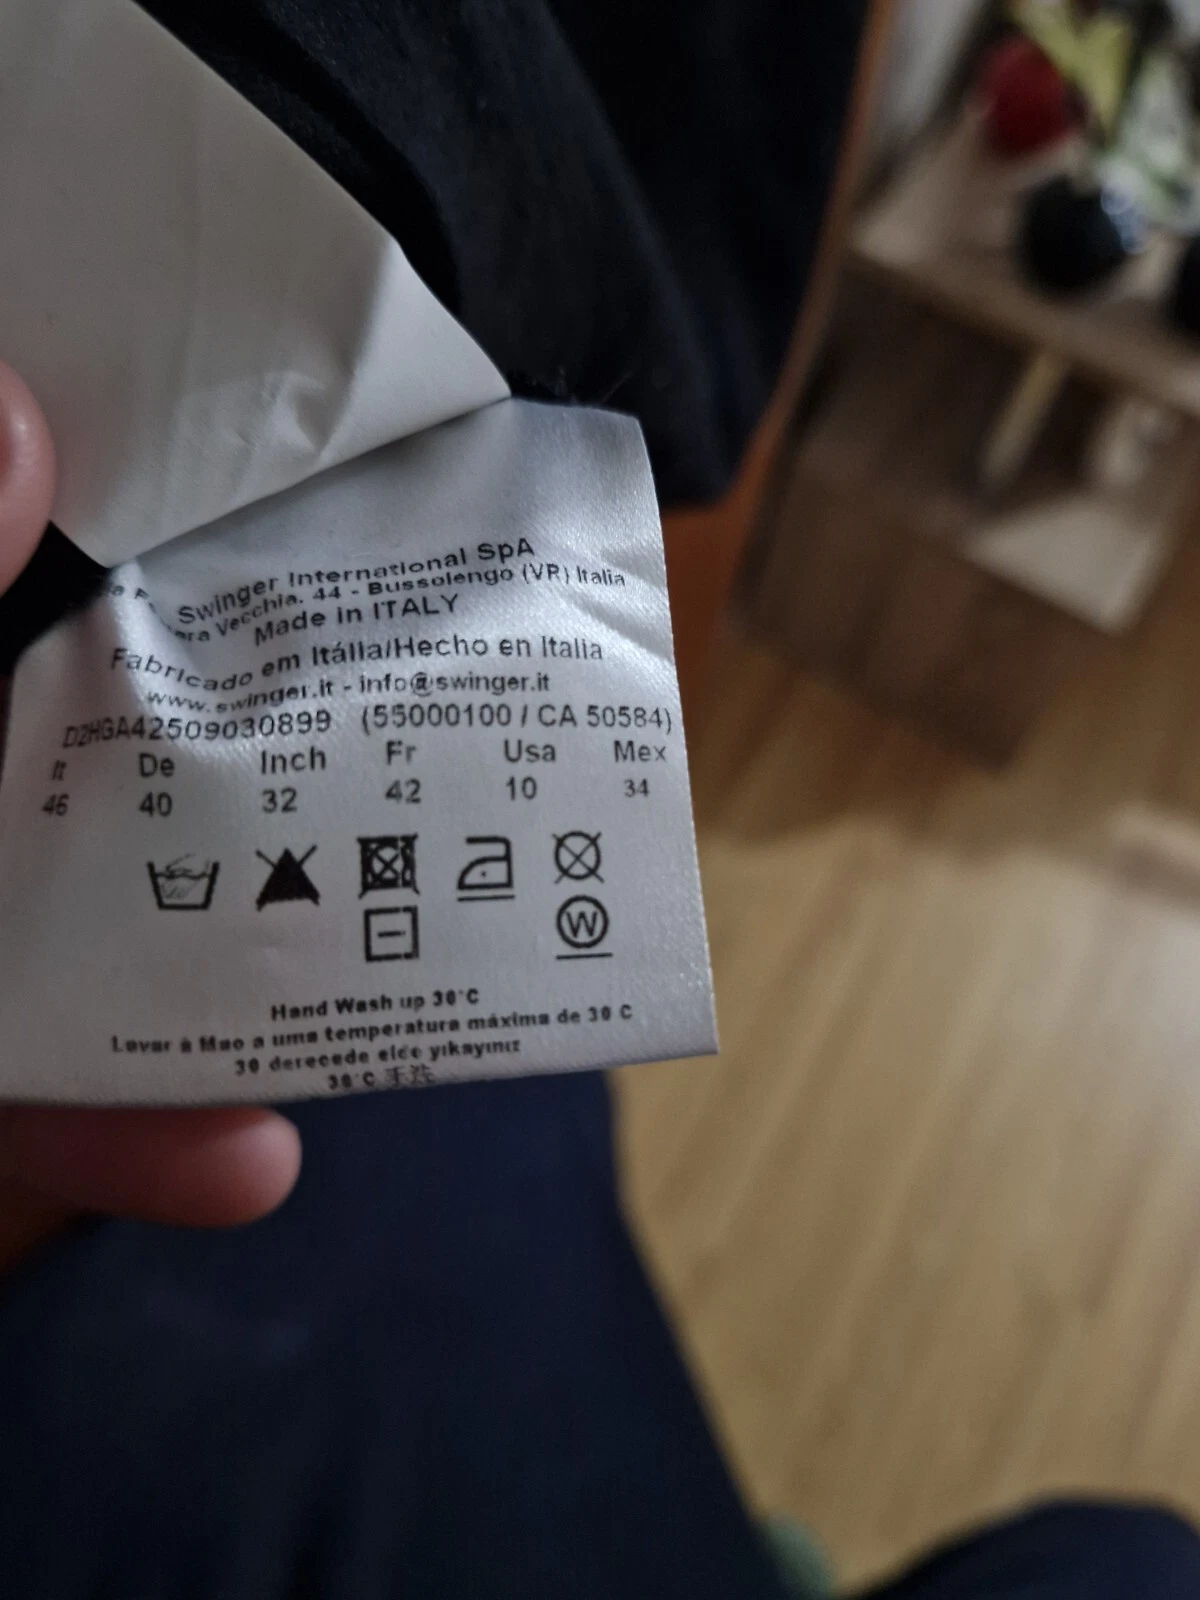 Swinger International SpA
Vecchia. 44 - Bussolengo (VR) Italia
Made in ITALY
Fabricado em Itália/Hecho en Italia
www.swinger.it - info@swinger.it
D2HGA42509030899 (55000100 / CA 50584)
It De Inch Fr Usa Mex
46 40 32 42 10 34
W
Hand Wash up 30°C
Lavar à Mao a uma temperatura máxima de 30 C
30 derecede elde yıkayınız
30°C 手洗